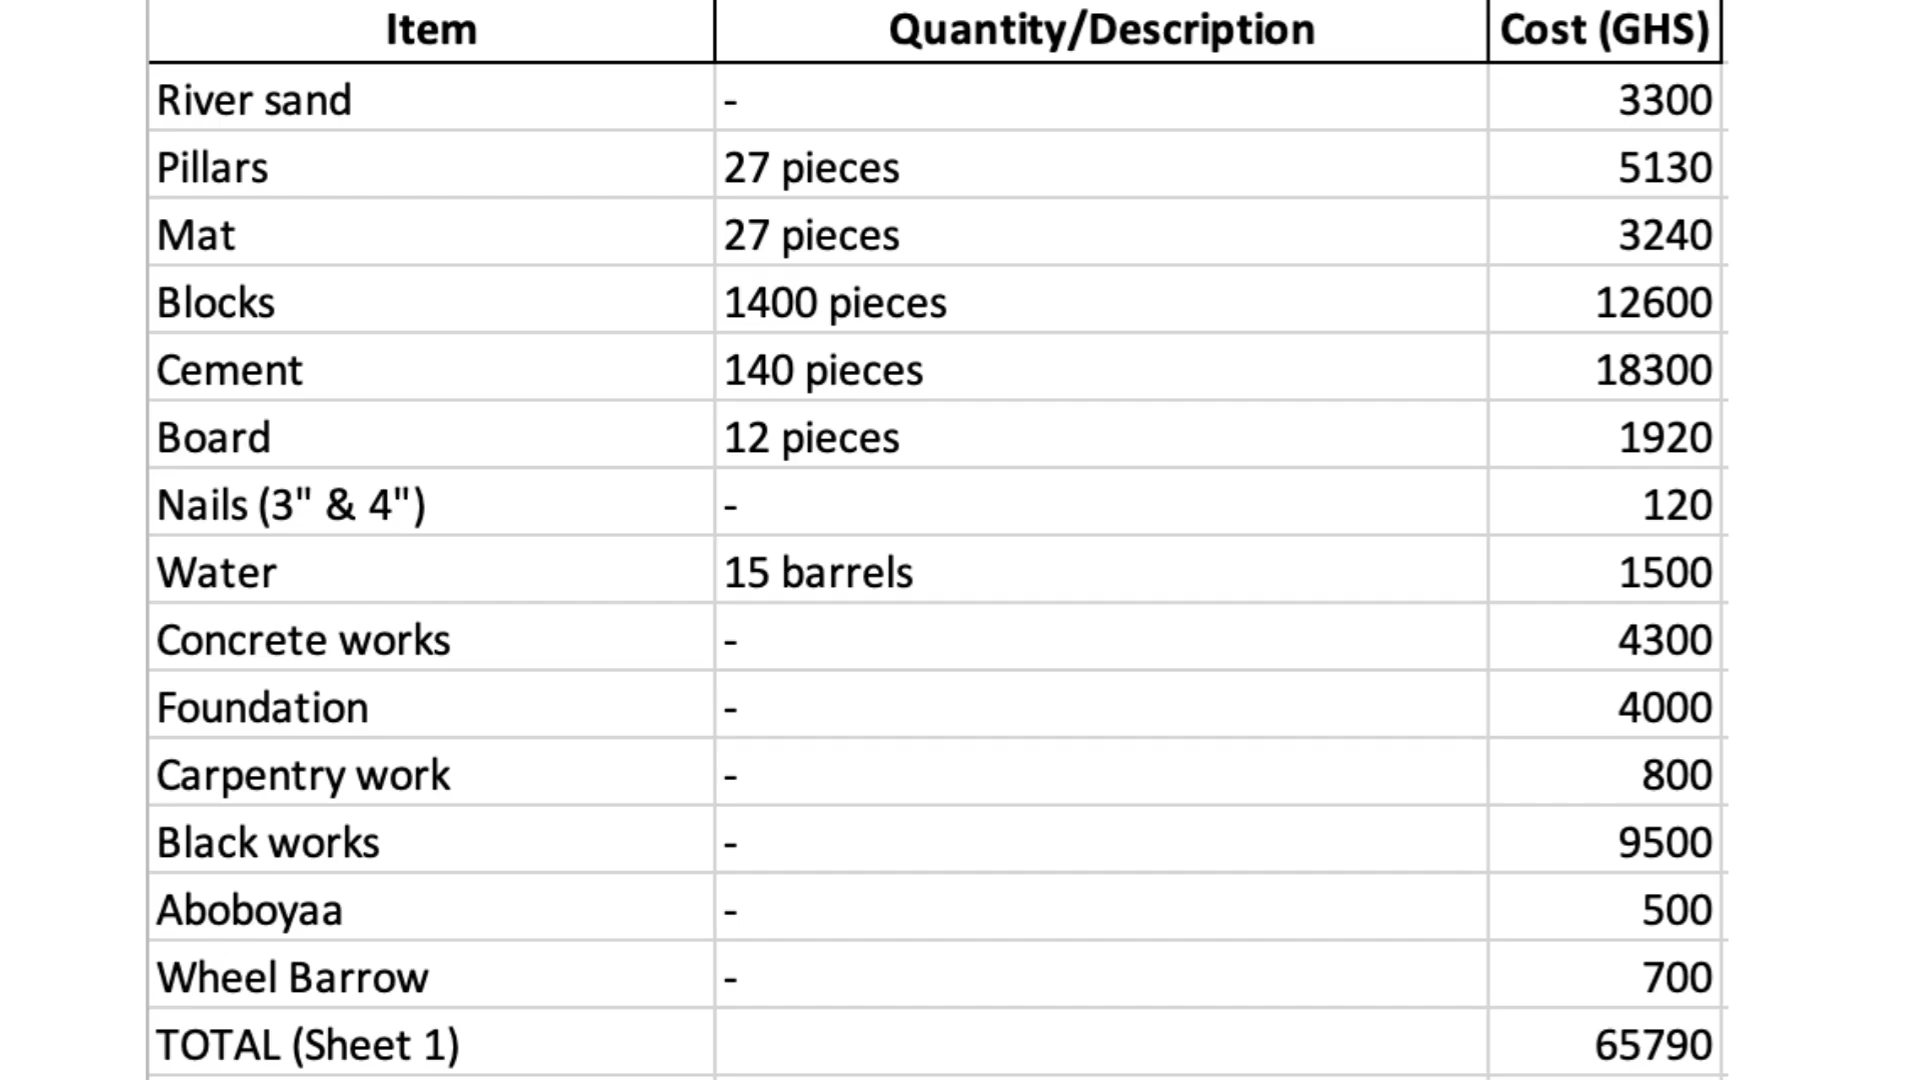 Item Quantity/Description Cost (GHS)
River sand - 3300
Pillars 27 pieces 5130
Mat 27 pieces 3240
Blocks 1400 pieces 12600
Cement 140 pieces 18300
Board 12 pieces 1920
Nails (3" & 4") - 120
Water 15 barrels 1500
Concrete works - 4300
Foundation - 4000
Carpentry work - 800
Black works - 9500
Aboboyaa - 500
Wheel Barrow - 700
TOTAL (Sheet 1) 65790